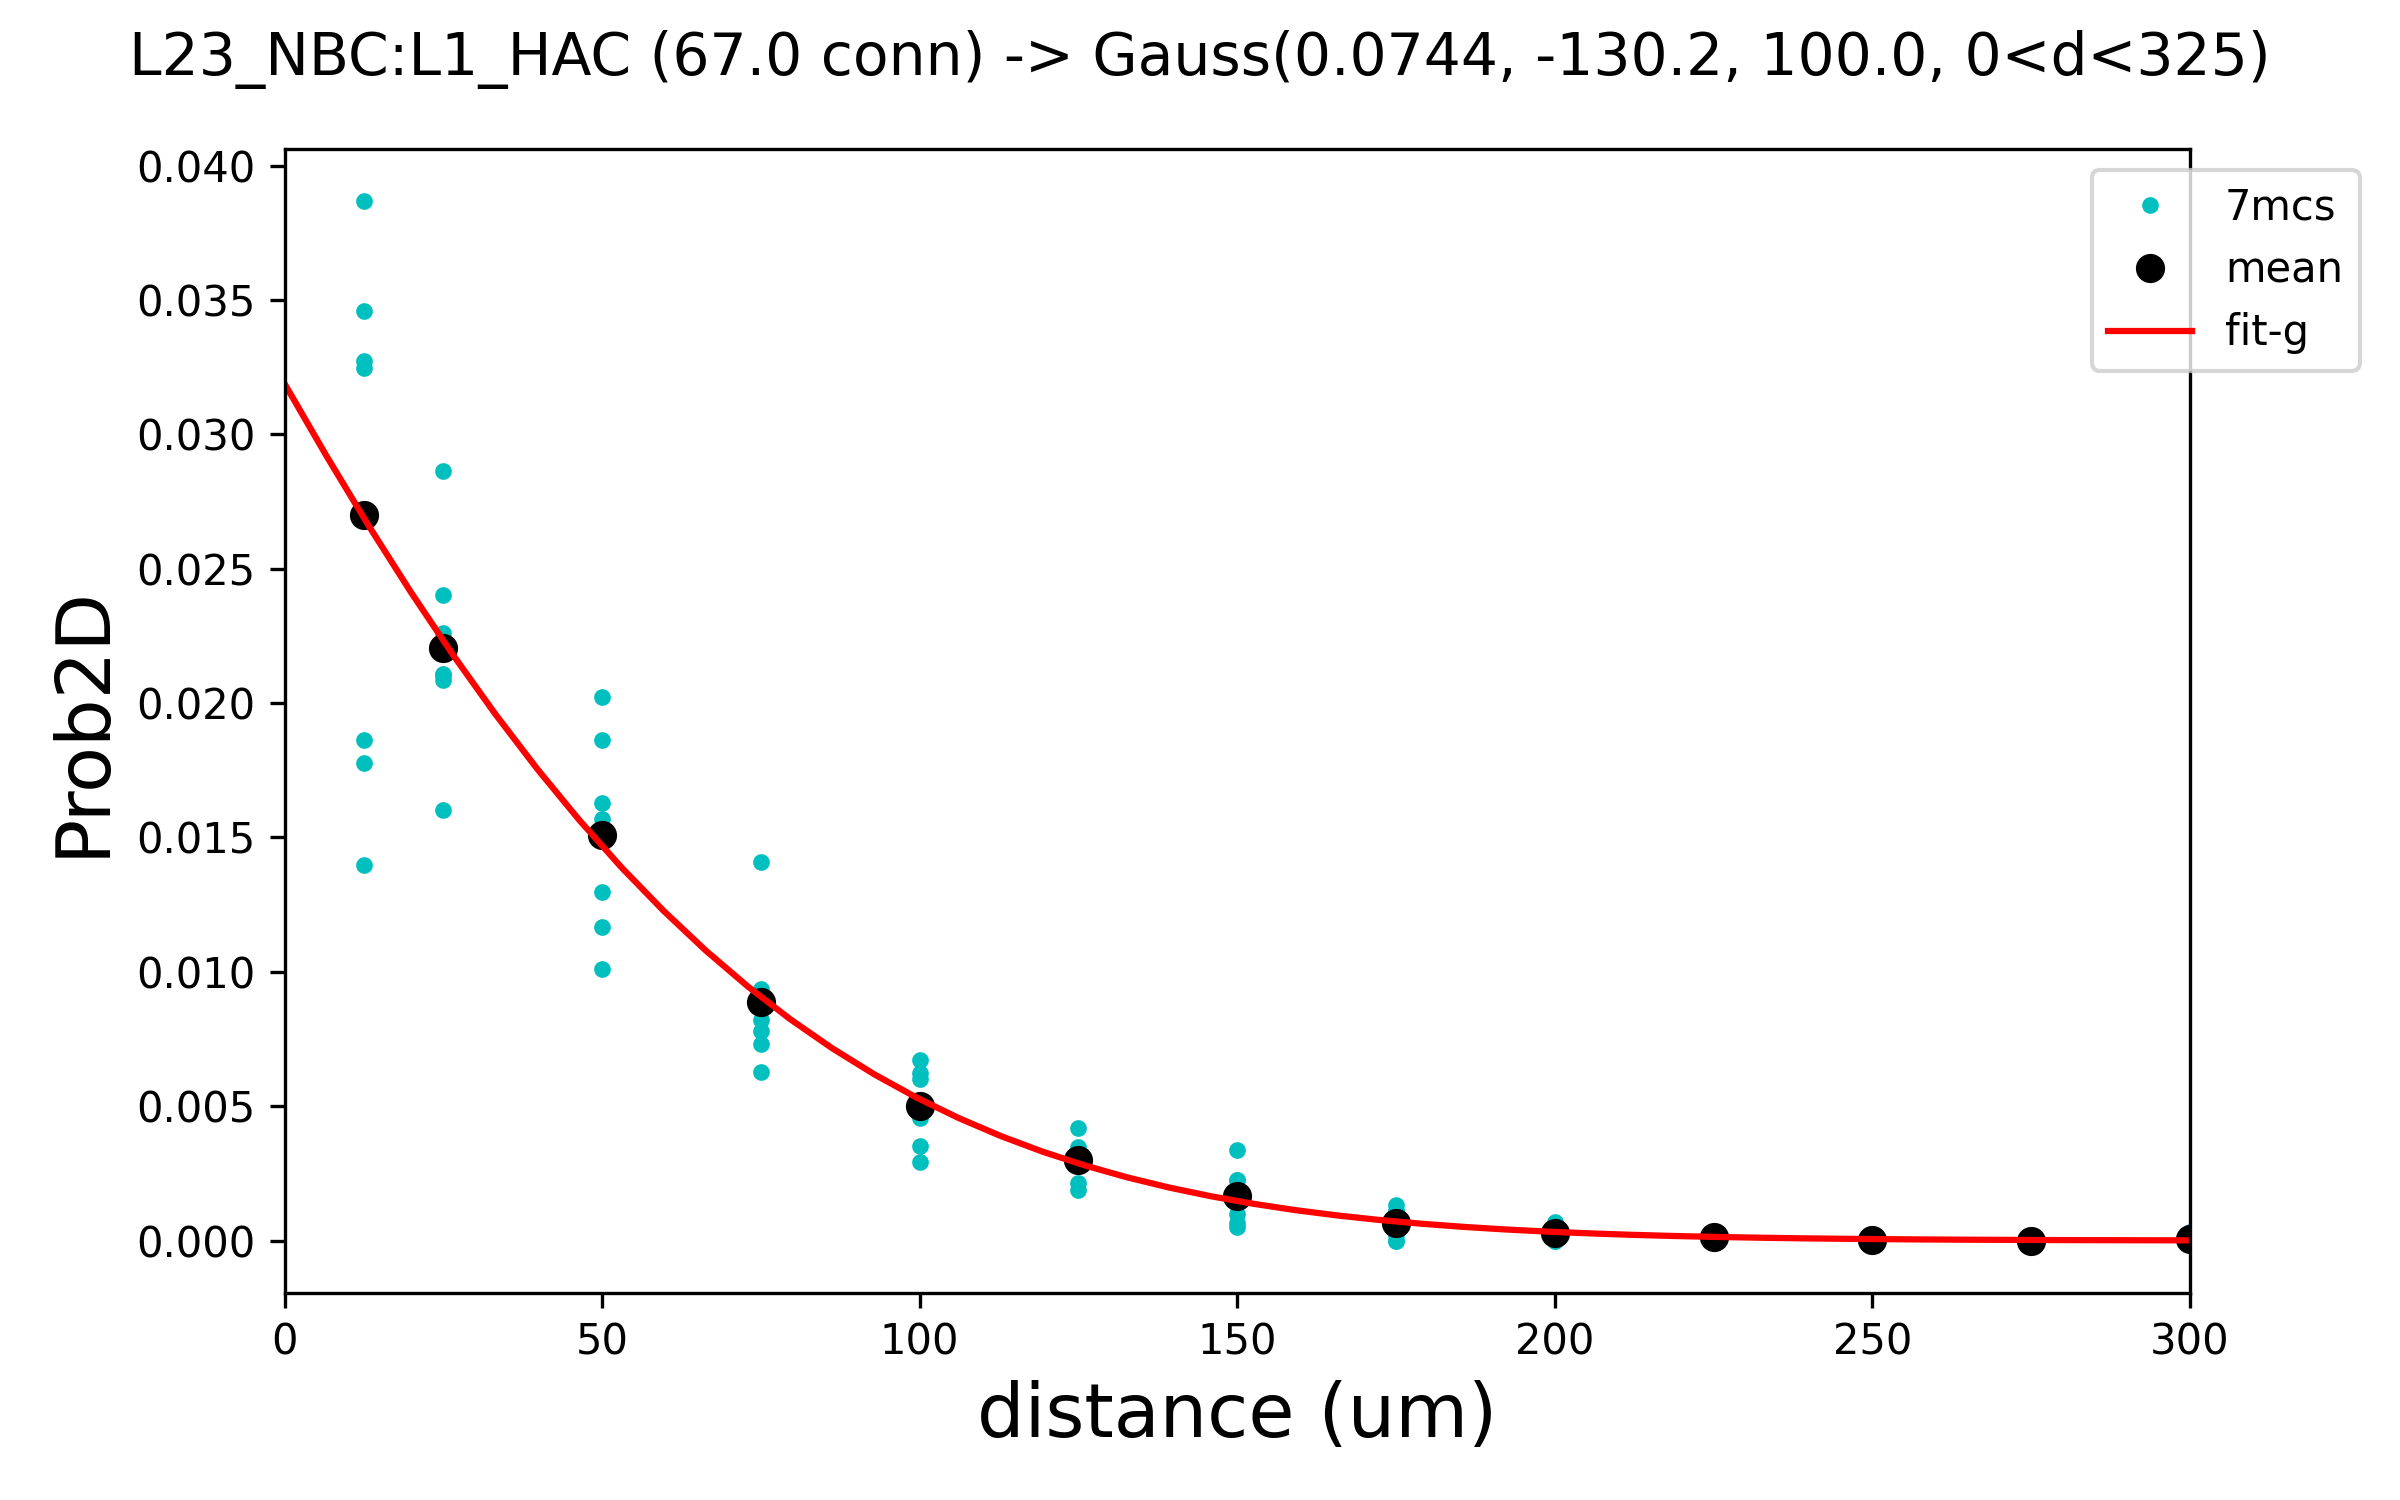 L23_NBC:L1_HAC (67.0 conn) -> Gauss(0.0744, -130.2, 100.0, 0<d<325)
0.040
0.035
0.030
0.025
0.020
0.015
0.010
0.005
0.000
Prob2D
7mcs
mean
fit-g
0 50 100 150 200 250 300
distance (um)